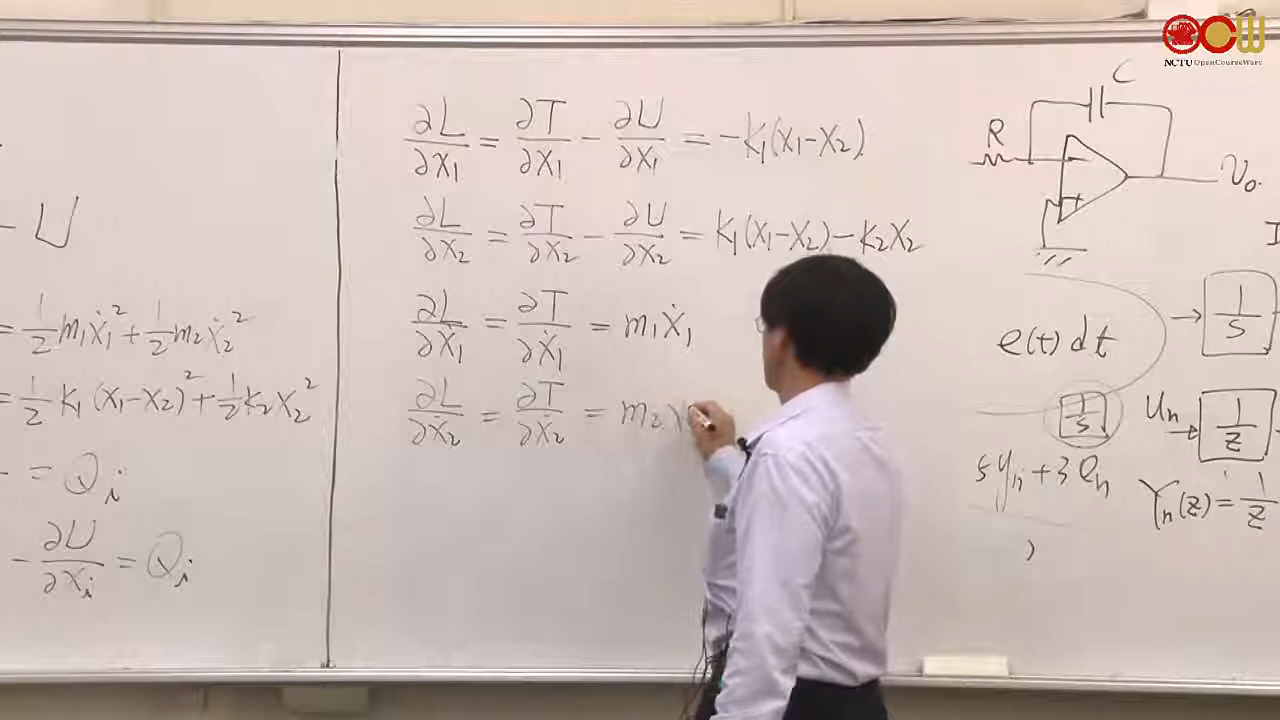 - U
= 1/2 m₁ẋ₁² + 1/2 m₂ẋ₂²
= 1/2 K₁ (x₁-x₂)² + 1/2 K₂x₂²
= Qᵢ
- ∂U/∂xᵢ = Qᵢ
∂L/∂x₁ = ∂T/∂x₁ - ∂U/∂x₁ = -K₁(x₁-x₂)
∂L/∂x₂ = ∂T/∂x₂ - ∂U/∂x₂ = K₁(x₁-x₂) - K₂x₂
∂L/∂ẋ₁ = ∂T/∂ẋ₁ = m₁ẋ₁
∂L/∂ẋ₂ = ∂T/∂ẋ₂ = m₂
C
R
- 
+
V₀.
e(t) dt
1/s
1/s
Uₙ
1/z
5yₙ + 3eₙ
Yₙ(z) = 1/z
OCW
NCTU OpenCourseWare